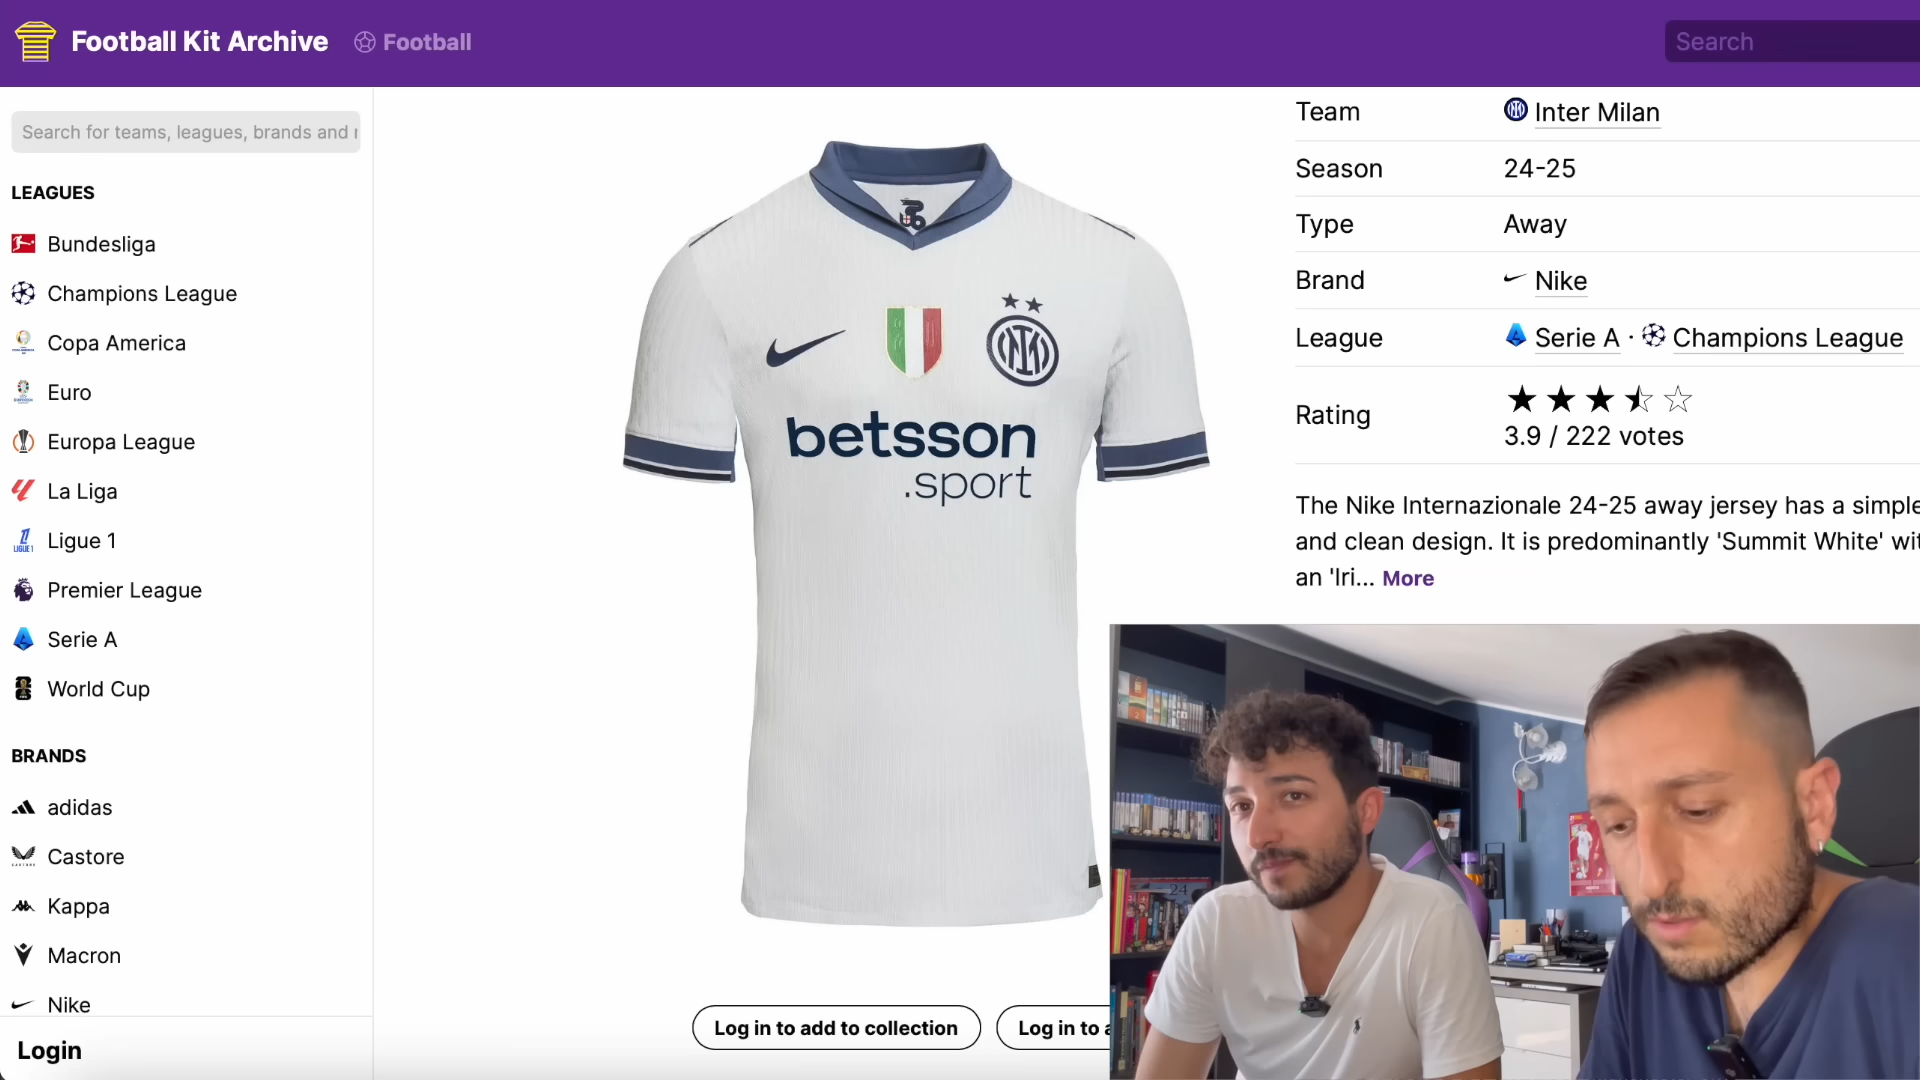 Football Kit Archive
Football
Search
Search for teams, leagues, brands and
LEAGUES
Bundesliga
Champions League
Copa America
Euro
Europa League
La Liga
Ligue 1
Premier League
Serie A
World Cup
BRANDS
adidas
Castore
Kappa
Macron
Nike
Login
betsson
.sport
Log in to add to collection
Log in to a
Team Inter Milan
Season 24-25
Type Away
Brand Nike
League Serie A · Champions League
Rating
3.9 / 222 votes
The Nike Internazionale 24-25 away jersey has a simple
and clean design. It is predominantly 'Summit White' wit
an 'Iri... More
24